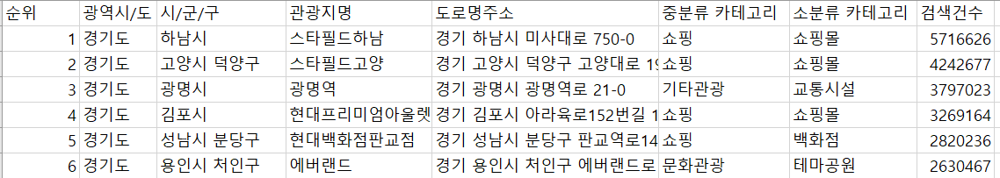 순위 광역시/도 시/군/구 관광지명 도로명주소 중분류 카테고리 소분류 카테고리 검색건수
1 경기도 하남시 스타필드하남 경기 하남시 미사대로 750-0 쇼핑 쇼핑몰 5716626
2 경기도 고양시 덕양구 스타필드고양 경기 고양시 덕양구 고양대로 19 쇼핑 쇼핑몰 4242677
3 경기도 광명시 광명역 경기 광명시 광명역로 21-0 기타관광 교통시설 3797023
4 경기도 김포시 현대프리미엄아울렛 경기 김포시 아라육로152번길 1 쇼핑 쇼핑몰 3269164
5 경기도 성남시 분당구 현대백화점판교점 경기 성남시 분당구 판교역로14 쇼핑 백화점 2820236
6 경기도 용인시 처인구 에버랜드 경기 용인시 처인구 에버랜드로 문화관광 테마공원 2630467